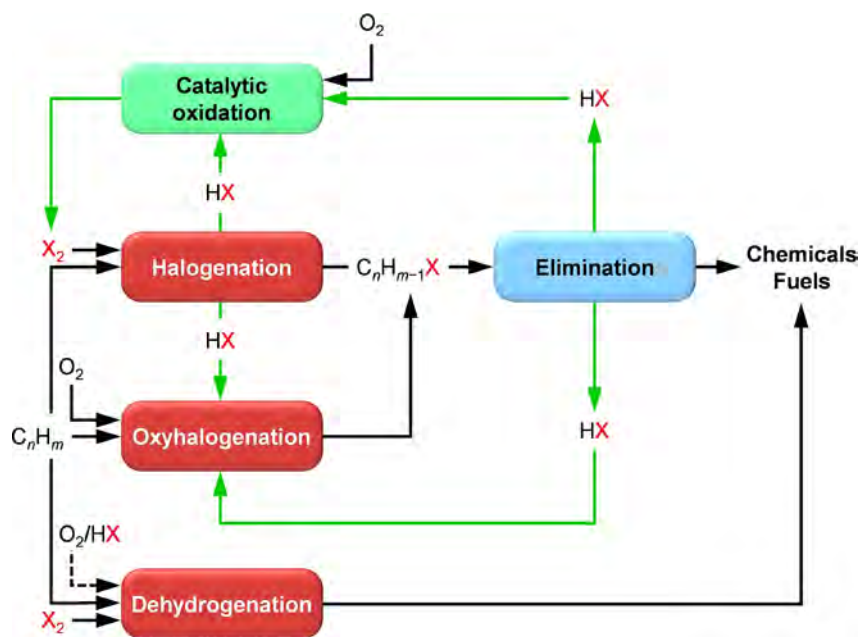 O₂
Catalytic
oxidation
HX
HX
X₂
Halogenation
CₙHₘ₋₁X
Elimination
Chemicals
Fuels
HX
O₂
CₙHₘ
Oxyhalogenation
HX
O₂/HX
X₂
Dehydrogenation